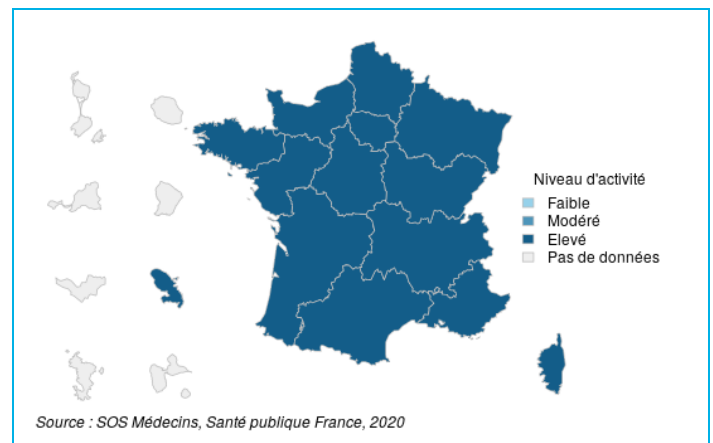 Niveau d'activité
Faible
Modéré
Elevé
Pas de données
Source : SOS Médecins, Santé publique France, 2020